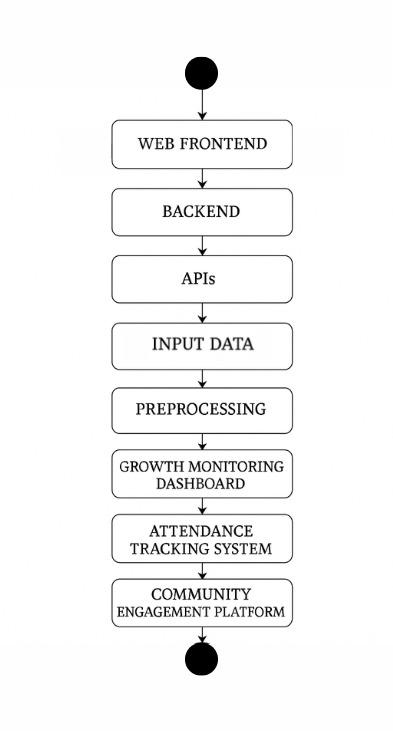 WEB FRONTEND
BACKEND
APIs
INPUT DATA
PREPROCESSING
GROWTH MONITORING
DASHBOARD
ATTENDANCE
TRACKING SYSTEM
COMMUNITY
ENGAGEMENT PLATFORM